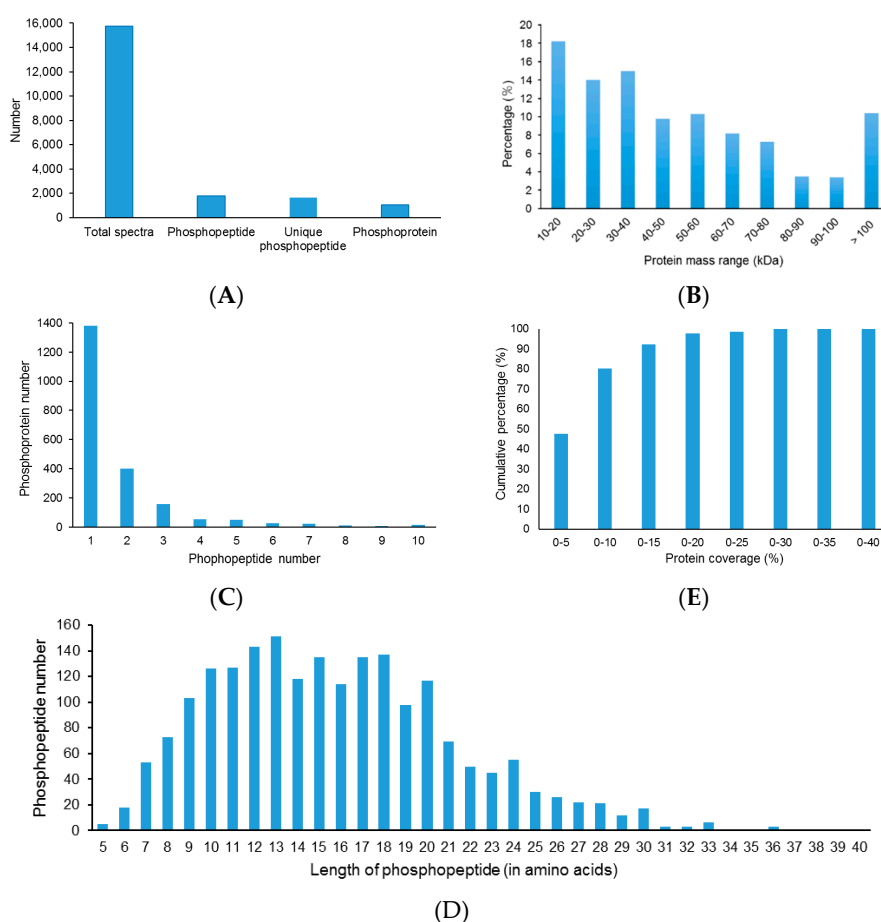 16,000
14,000
12,000
10,000
8,000
6,000
4,000
2,000
0
Number
Total spectra
Phosphopeptide
Unique
phosphopeptide
Phosphoprotein
(A)
20
18
16
14
12
10
8
6
4
2
0
Percentage (%)
10-20
20-30
30-40
40-50
50-60
60-70
70-80
80-90
90-100
> 100
Protein mass range (kDa)
(B)
1400
1200
1000
800
600
400
200
0
Phosphoprotein number
1 2 3 4 5 6 7 8 9 10
Phophopeptide number
(C)
100
90
80
70
60
50
40
30
20
10
0
Cumulative percentage (%)
0-5 0-10 0-15 0-20 0-25 0-30 0-35 0-40
Protein coverage (%)
(E)
160
140
120
100
80
60
40
20
0
Phosphopeptide number
5 6 7 8 9 10 11 12 13 14 15 16 17 18 19 20 21 22 23 24 25 26 27 28 29 30 31 32 33 34 35 36 37 38 39 40
Length of phosphopeptide (in amino acids)
(D)